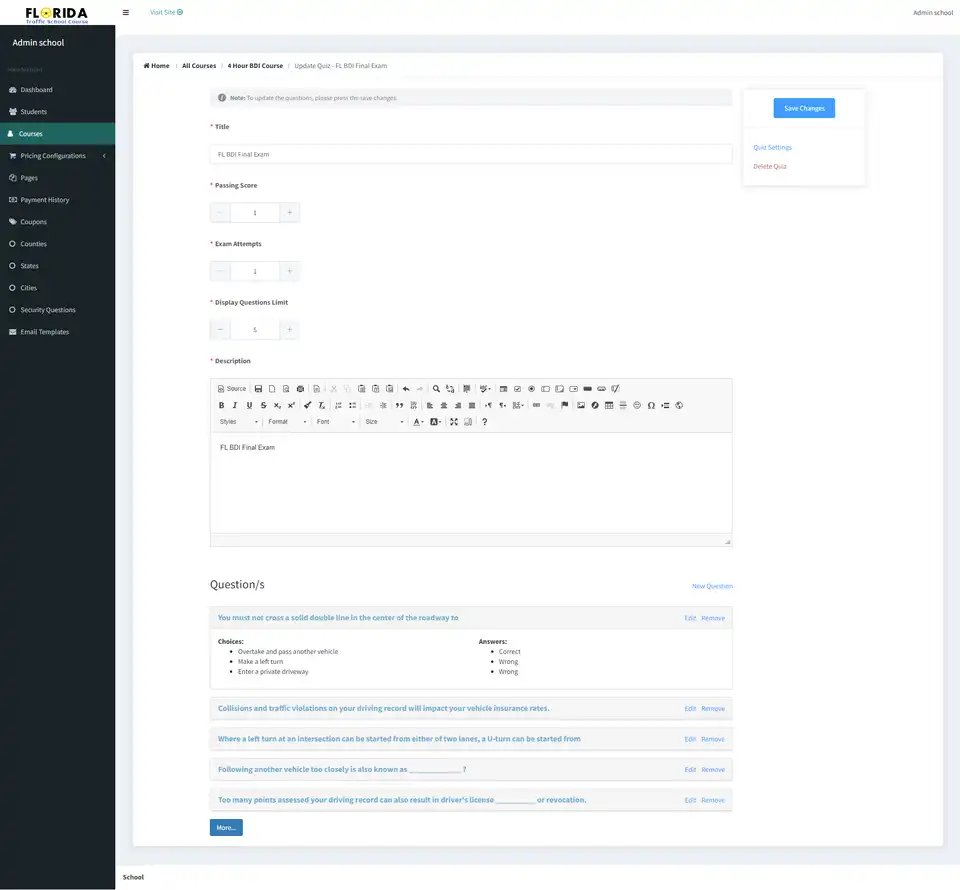 FLORIDA
Traffic School Course
Visit Site
Admin school
Admin school
Dashboard
Students
Courses
Pricing Configurations
Pages
Payment History
Coupons
Counties
States
Cities
Security Questions
Email Templates
Home | All Courses | 4 Hour BDI Course / Update Quiz - FL BDI Final Exam
Note: To update the questions, please press the save changes.
Save Changes
Quiz Settings
Delete Quiz
* Title
FL BDI Final Exam
* Passing Score
1
* Exam Attempts
1
* Display Questions Limit
5
* Description
Source
Styles Format Font Size
FL BDI Final Exam
Question/s
New Question
You must not cross a solid double line in the center of the roadway to
Edit Remove
Choices:
Overtake and pass another vehicle
Make a left turn
Enter a private driveway
Answers:
Correct
Wrong
Wrong
Collisions and traffic violations on your driving record will impact your vehicle insurance rates.
Edit Remove
Where a left turn at an intersection can be started from either of two lanes, a U-turn can be started from
Edit Remove
Following another vehicle too closely is also known as ____________ ?
Edit Remove
Too many points assessed your driving record can also result in driver's license _________ or revocation.
Edit Remove
More...
School